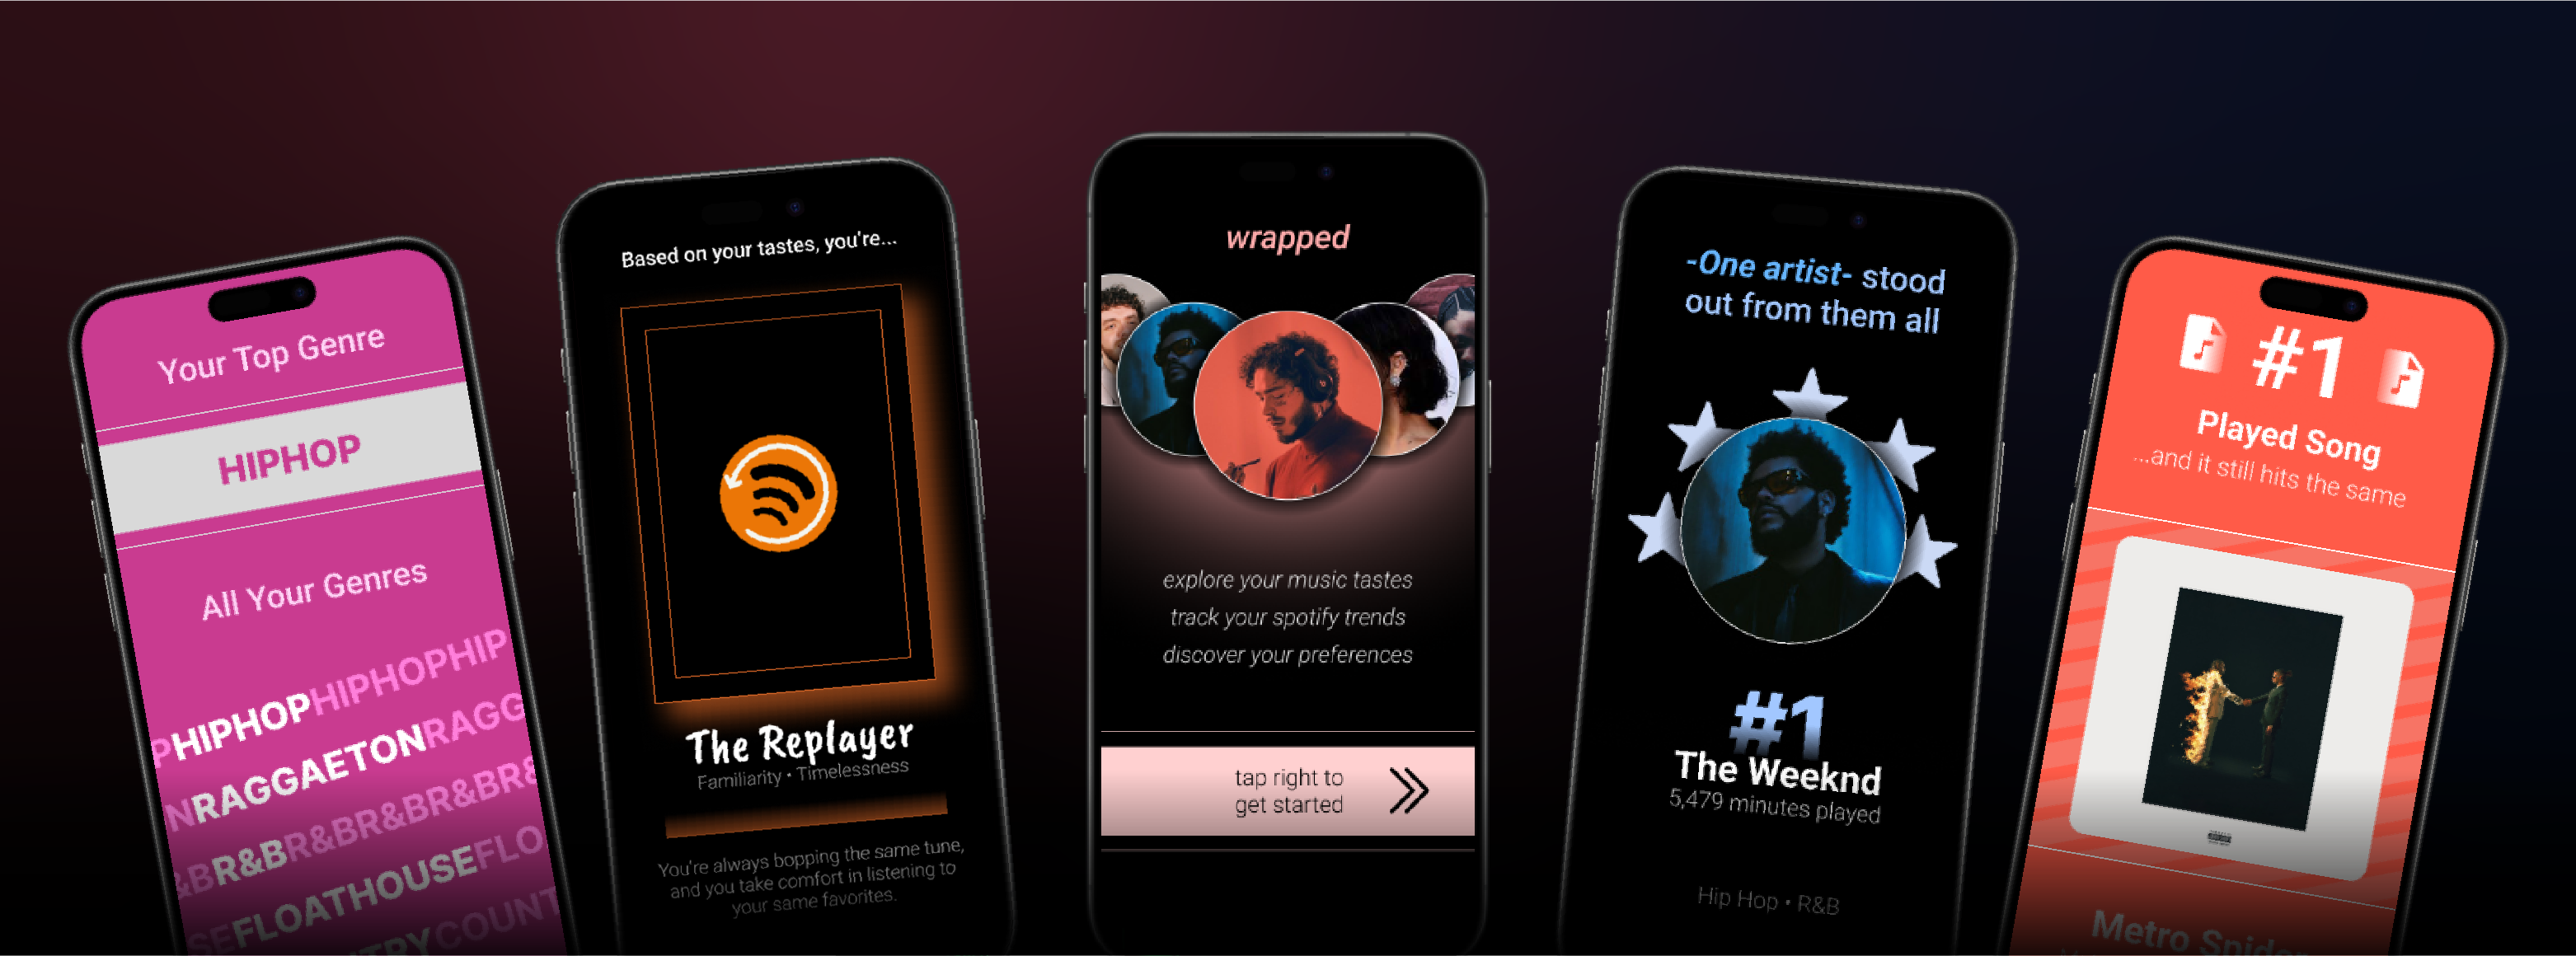 Your Top Genre
HIPHOP
All Your Genres
PHIPHOPHIPHOPHIP
NRAGGAETONRAGG
&BR&BR&BR&BR&BR&
SEFLOATHOUSEFLO
NTRYCOUNT
Based on your tastes, you're...
The Replayer
Familiarity • Timelessness
You're always bopping the same tune,
and you take comfort in listening to
your same favorites.
wrapped
explore your music tastes
track your spotify trends
discover your preferences
tap right to
get started
-One artist- stood
out from them all
#1
The Weeknd
5,479 minutes played
Hip Hop • R&B
#1
Played Song
...and it still hits the same
Metro Spider